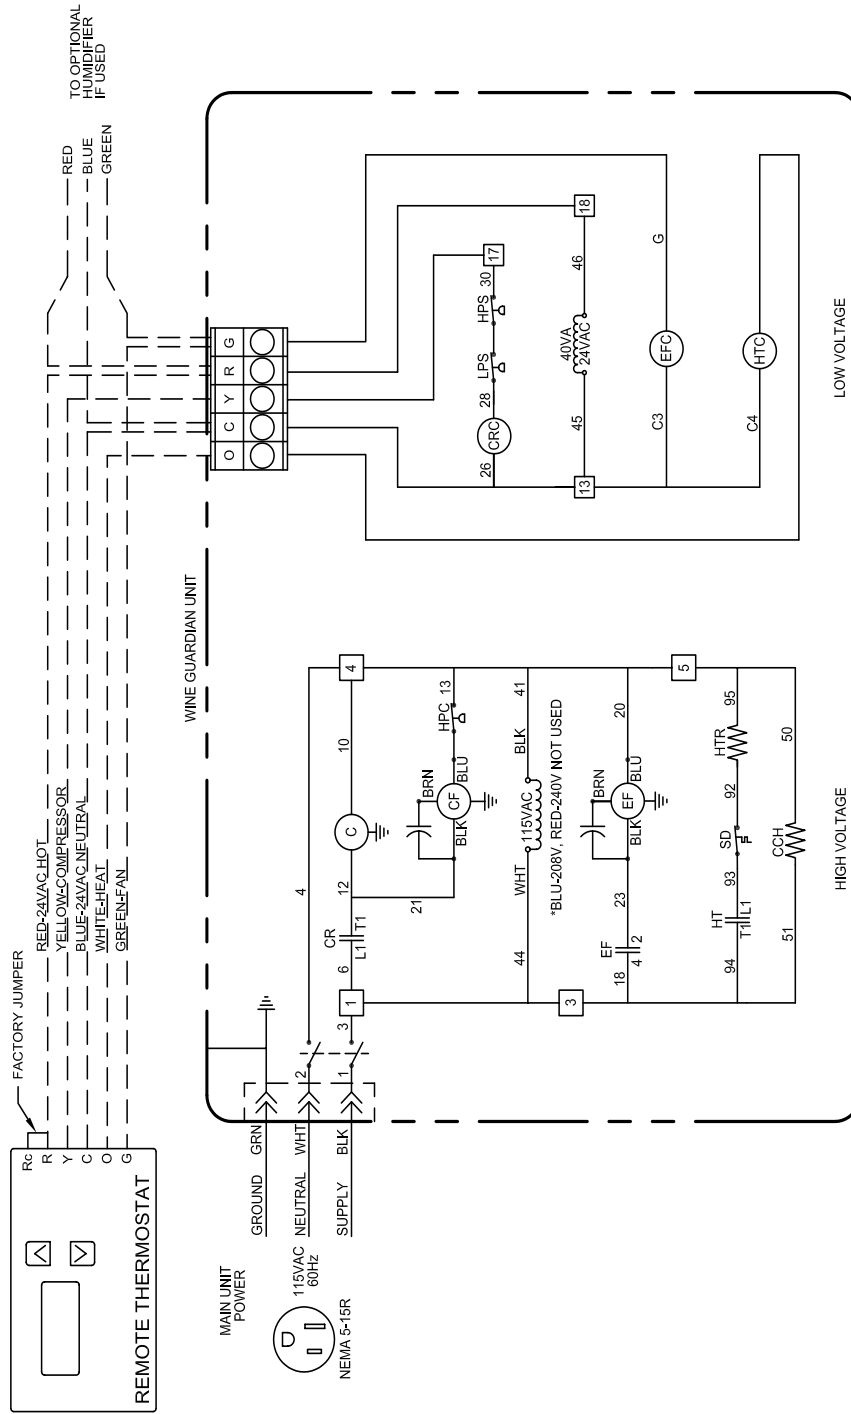 REMOTE THERMOSTAT
Rc
R
Y
C
O
G
FACTORY JUMPER
RED-24VAC HOT
YELLOW-COMPRESSOR
BLUE-24VAC NEUTRAL
WHITE-HEAT
GREEN-FAN
TO OPTIONAL
HUMIDIFIER
IF USED
RED
BLUE
GREEN
WINE GUARDIAN UNIT
O
C
Y
R
G
MAIN UNIT
POWER
115VAC
60Hz
NEMA 5-15R
GROUND
GRN
NEUTRAL
WHT
SUPPLY
BLK
2
1
3
4
1
6
CR
L1
T1
12
C
10
4
21
BRN
CF
BLK
BLU
HPC
13
44
WHT
115VAC
BLK
41
*BLU-208V, RED-240V NOT USED
3
18
EF
4
2
23
BRN
EF
BLK
BLU
20
5
94
HT
T1
L1
93
SD
92
HTR
95
51
CCH
50
HIGH VOLTAGE
26
CRC
28
LPS
HPS
30
17
13
45
40VA
24VAC
46
18
C3
EFC
G
C4
HTC
LOW VOLTAGE